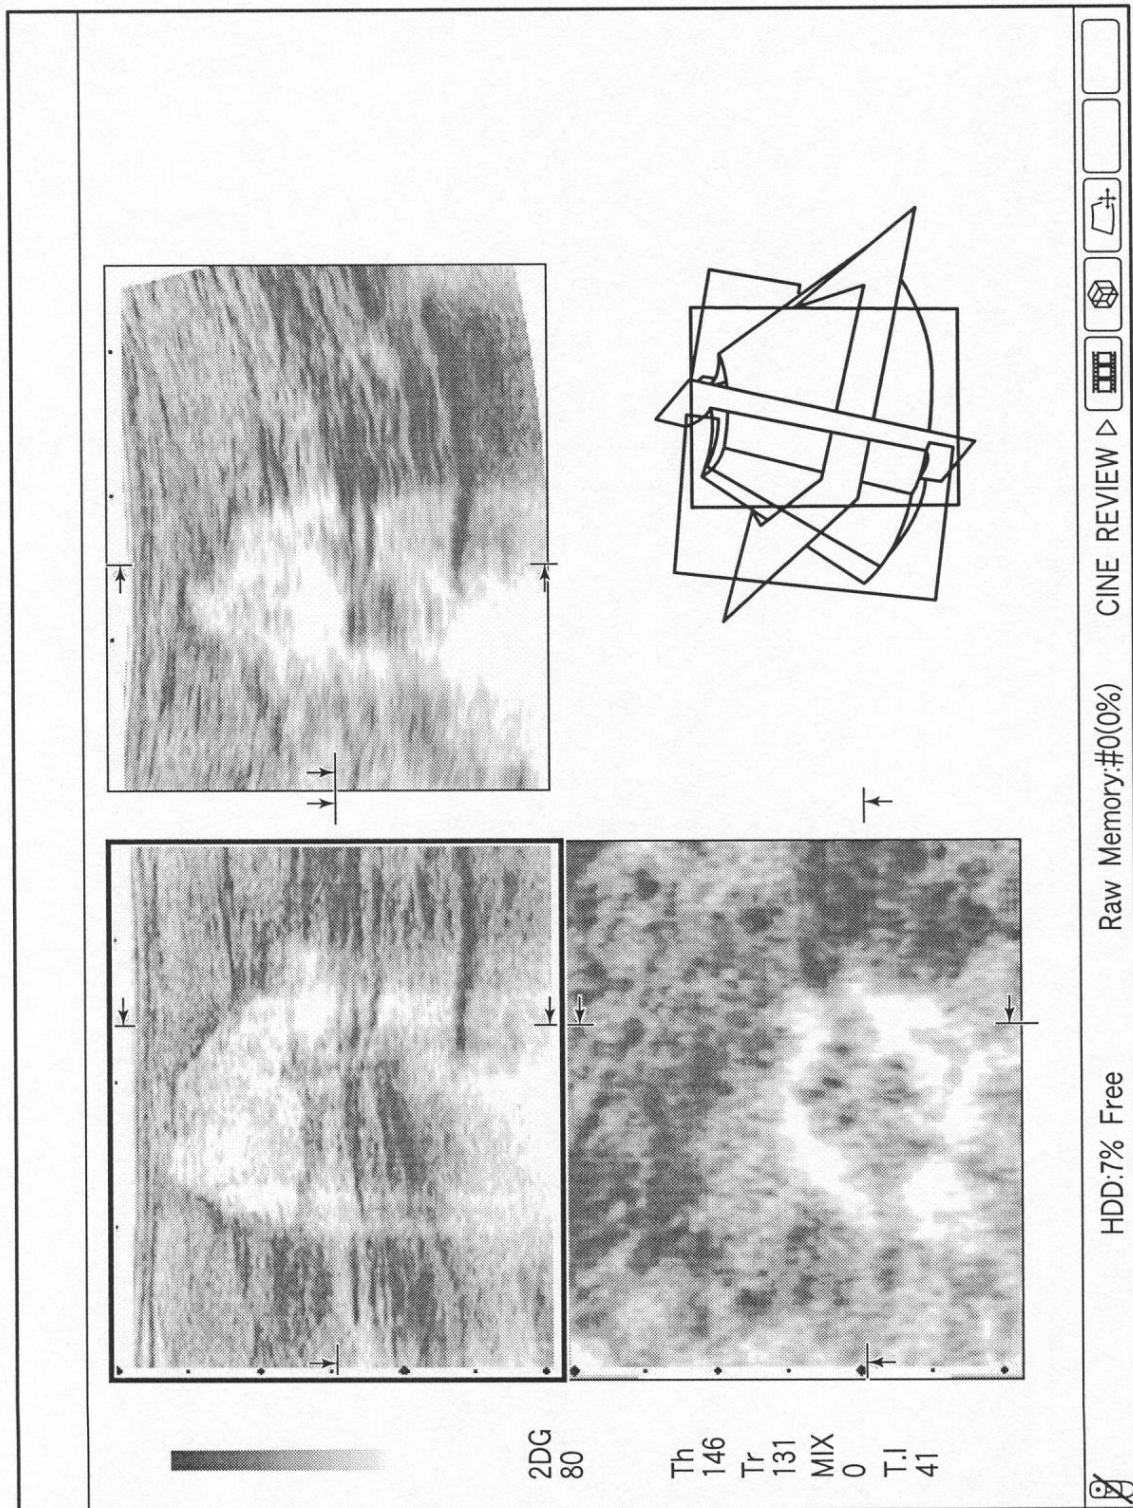 2DG
80
Th
146
Tr
131
MIX
0
T.I
41
HDD:7% Free
Raw Memory:#0(0%)
CINE REVIEW ▷